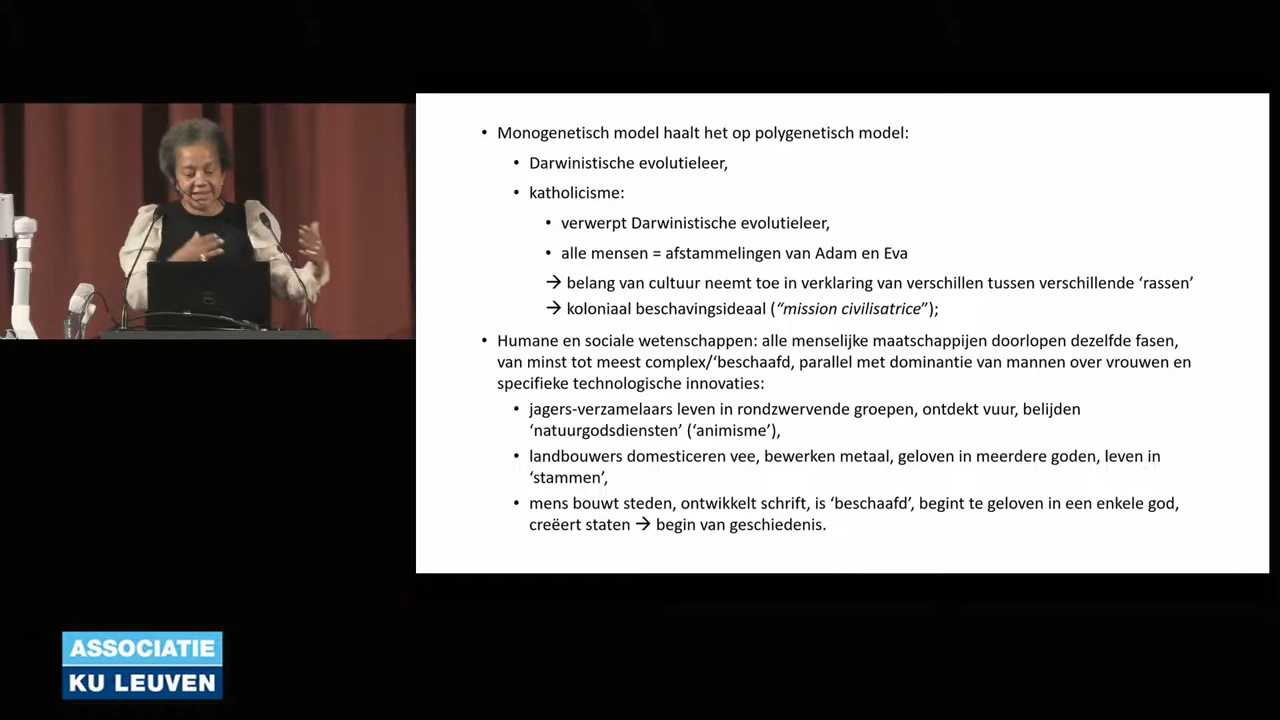 • Monogenetisch model haalt het op polygenetisch model:
• Darwinistische evolutieleer,
• katholicisme:
• verwerpt Darwinistische evolutieleer,
• alle mensen = afstammelingen van Adam en Eva
→ belang van cultuur neemt toe in verklaring van verschillen tussen verschillende ‘rassen’
→ koloniaal beschavingsideaal (“mission civilisatrice”);
• Humane en sociale wetenschappen: alle menselijke maatschappijen doorlopen dezelfde fasen,
van minst tot meest complex/‘beschaafd, parallel met dominantie van mannen over vrouwen en
specifieke technologische innovaties:
• jagers-verzamelaars leven in rondzwervende groepen, ontdekt vuur, belijden
‘natuurgodsdiensten’ (‘animisme’),
• landbouwers domesticeren vee, bewerken metaal, geloven in meerdere goden, leven in
‘stammen’,
• mens bouwt steden, ontwikkelt schrift, is ‘beschaafd’, begint te geloven in een enkele god,
creëert staten → begin van geschiedenis.
ASSOCIATIE
KU LEUVEN